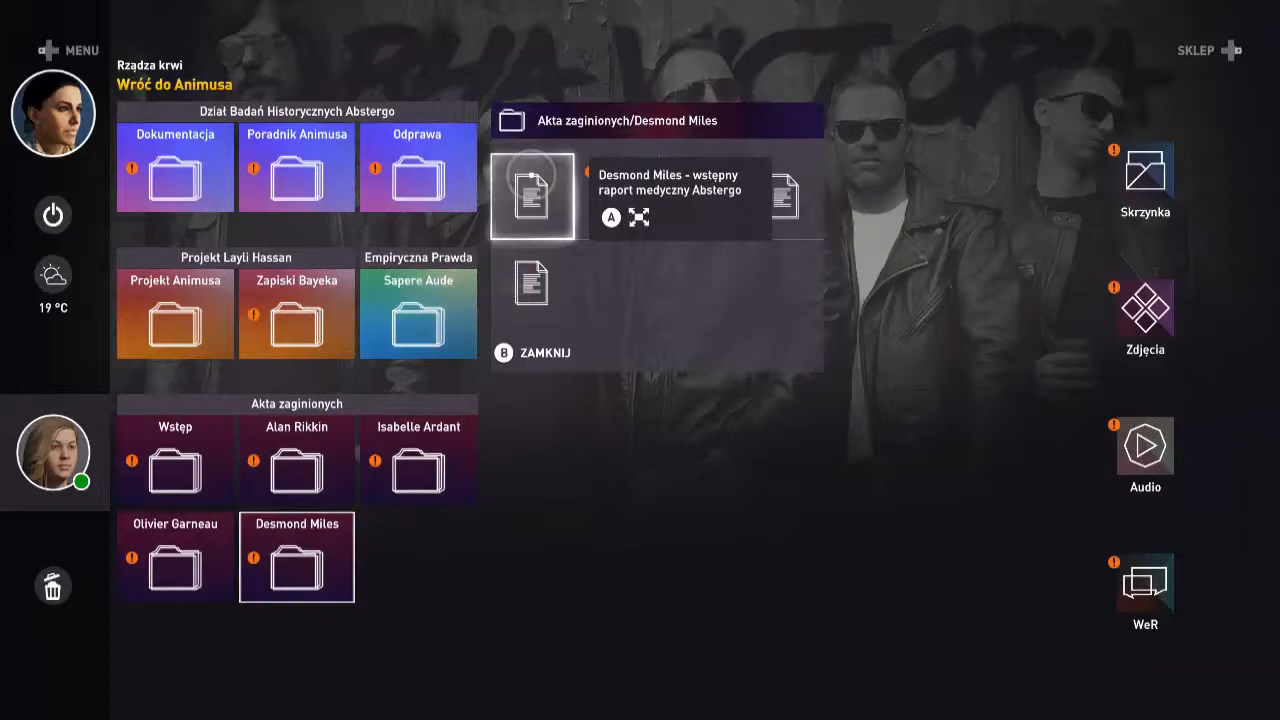 MENU
SKLEP
Rządza krwi
Wróć do Animusa
Dział Badań Historycznych Abstergo
Dokumentacja
Poradnik Animusa
Odprawa
Akta zaginionych/Desmond Miles
Desmond Miles - wstępny
raport medyczny Abstergo
A
B ZAMKNIJ
19 °C
Projekt Layli Hassan
Empiryczna Prawda
Projekt Animusa
Zapiski Bayeka
Sapere Aude
Akta zaginionych
Wstęp
Alan Rikkin
Isabelle Ardant
Olivier Garneau
Desmond Miles
Skrzynka
Zdjęcia
Audio
WeR